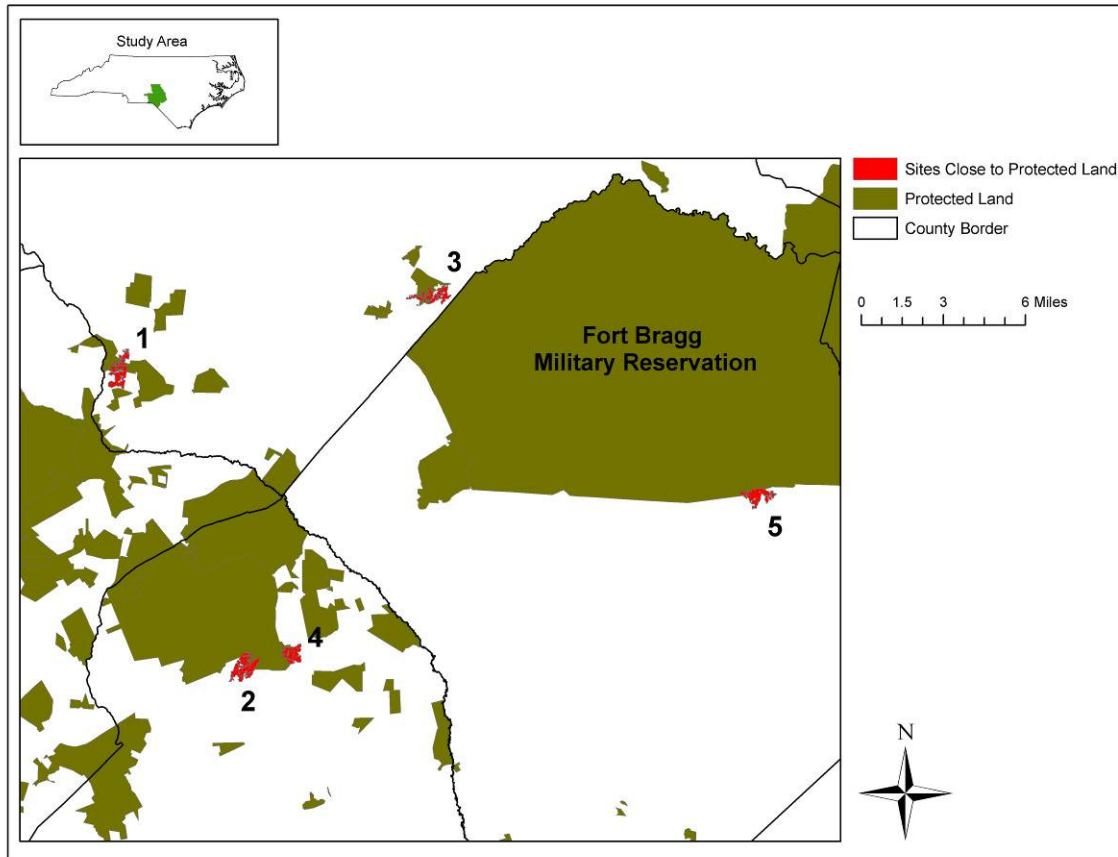 Study Area
Sites Close to Protected Land
Protected Land
County Border
0 1.5 3 6 Miles
3
1
Fort Bragg
Military Reservation
5
4
2
N